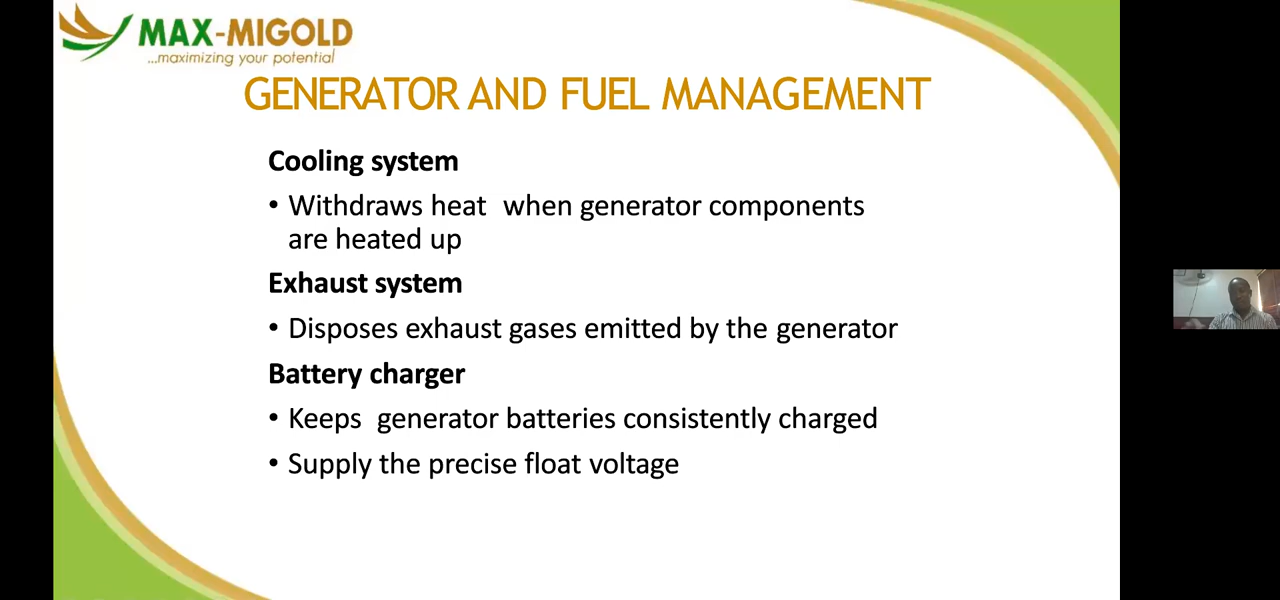 MAX-MIGOLD
...maximizing your potential
GENERATOR AND FUEL MANAGEMENT
Cooling system
• Withdraws heat when generator components
are heated up
Exhaust system
• Disposes exhaust gases emitted by the generator
Battery charger
• Keeps generator batteries consistently charged
• Supply the precise float voltage